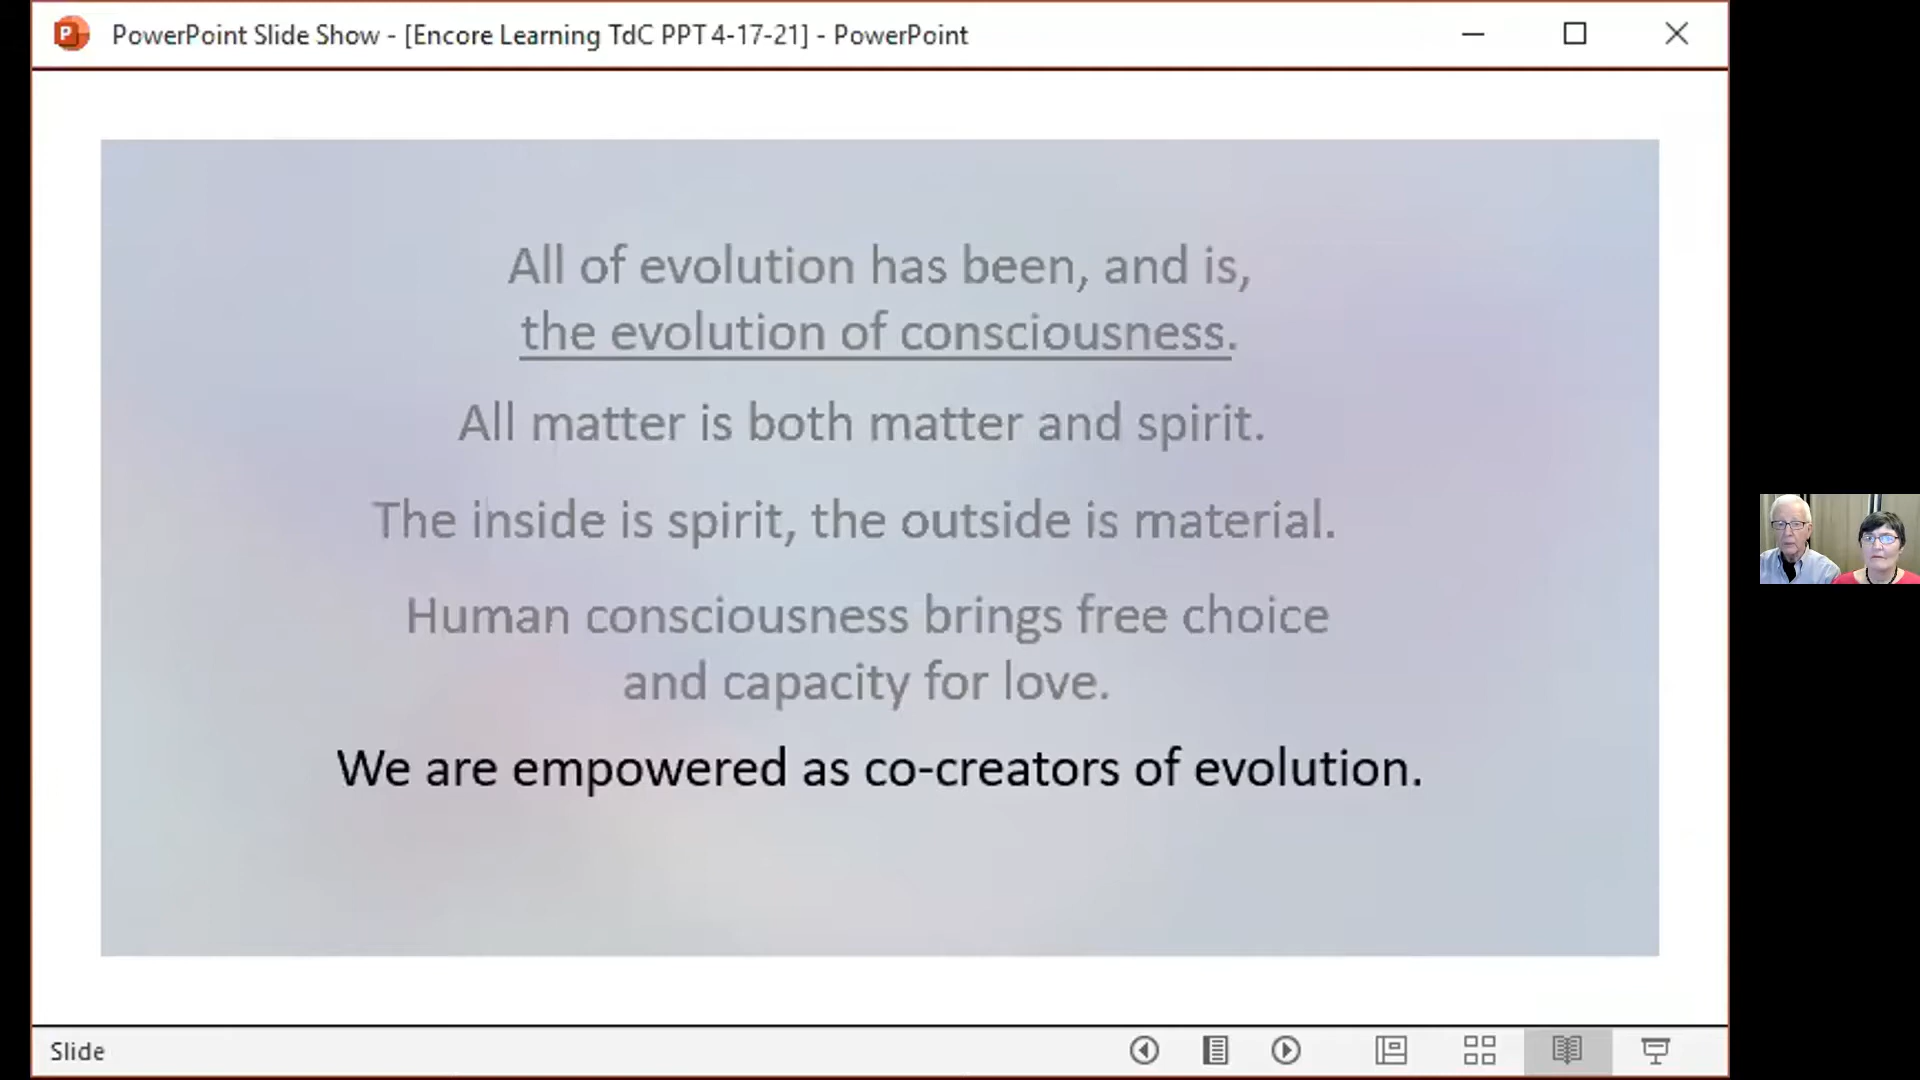 PowerPoint Slide Show - [Encore Learning TdC PPT 4-17-21] - PowerPoint
All of evolution has been, and is,
the evolution of consciousness.
All matter is both matter and spirit.
The inside is spirit, the outside is material.
Human consciousness brings free choice
and capacity for love.
We are empowered as co-creators of evolution.
Slide